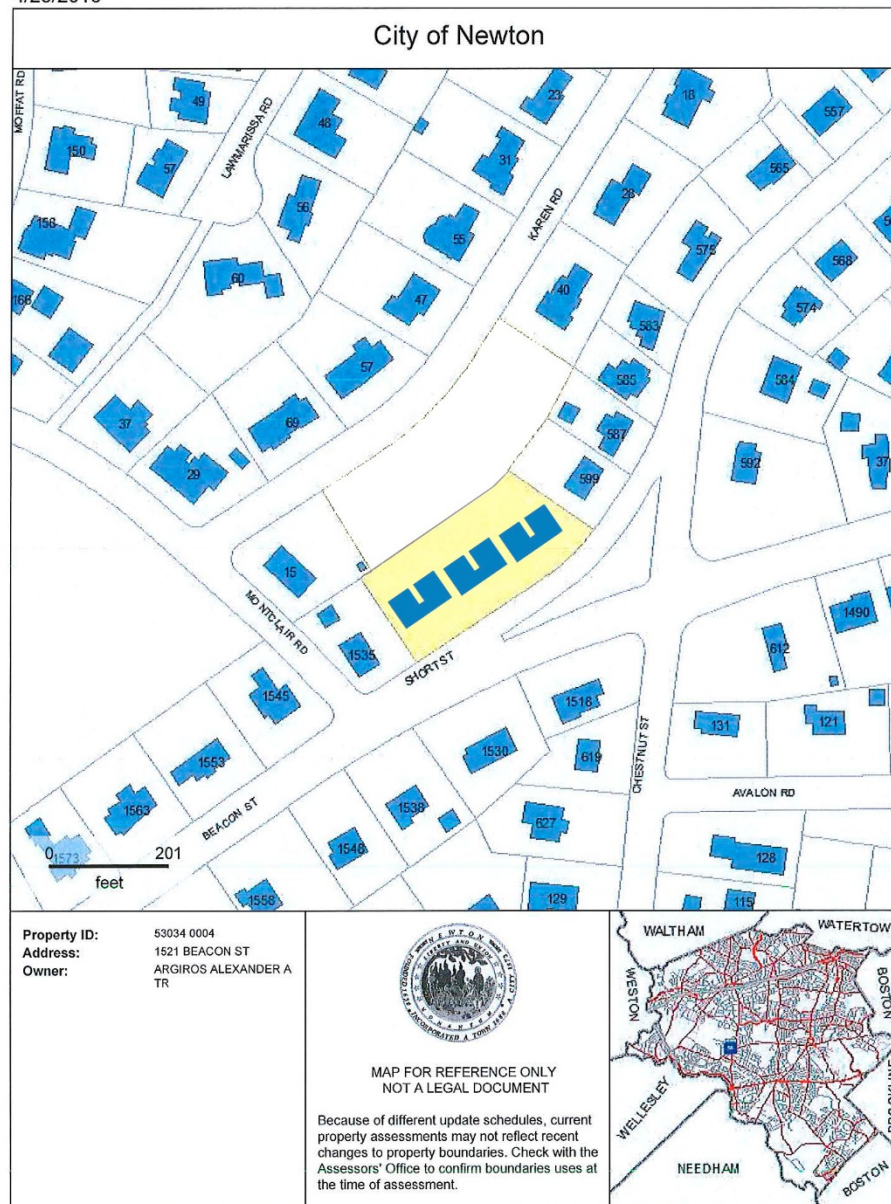 City of Newton
MOFFAT RD
49
150
57
LAWMARISSA RD
48
23
18
557
31
565
158
56
28
KAREN RD
55
575
60
568
166
40
47
574
583
57
585
584
37
69
587
592
37
29
599
15
1490
MONTCLAIR RD
612
1535
SHORT ST
1545
1518
131
121
CHESTNUT ST
1553
1530
619
AVALON RD
1563
1538
BEACON ST
627
1573
0 201
feet
1548
128
1558
129
115
Property ID: 53034 0004
Address: 1521 BEACON ST
Owner: ARGIROS ALEXANDER A
TR
MAP FOR REFERENCE ONLY
NOT A LEGAL DOCUMENT
Because of different update schedules, current
property assessments may not reflect recent
changes to property boundaries. Check with the
Assessors' Office to confirm boundaries uses at
the time of assessment.
WALTHAM
WATERTOW
WESTON
BOSTON
WELLESLEY
NEEDHAM
BOSTON